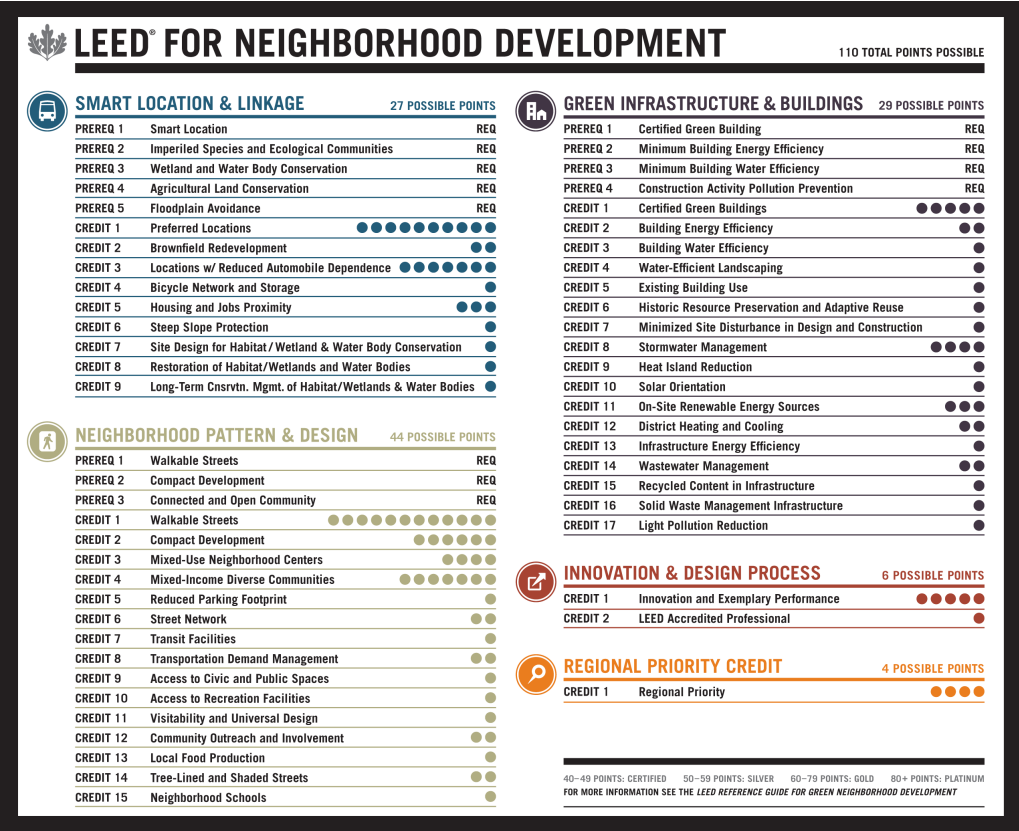 LEED® FOR NEIGHBORHOOD DEVELOPMENT
110 TOTAL POINTS POSSIBLE
SMART LOCATION & LINKAGE 27 POSSIBLE POINTS
PREREQ 1 Smart Location REQ
PREREQ 2 Imperiled Species and Ecological Communities REQ
PREREQ 3 Wetland and Water Body Conservation REQ
PREREQ 4 Agricultural Land Conservation REQ
PREREQ 5 Floodplain Avoidance REQ
CREDIT 1 Preferred Locations
CREDIT 2 Brownfield Redevelopment
CREDIT 3 Locations w/ Reduced Automobile Dependence
CREDIT 4 Bicycle Network and Storage
CREDIT 5 Housing and Jobs Proximity
CREDIT 6 Steep Slope Protection
CREDIT 7 Site Design for Habitat/Wetland & Water Body Conservation
CREDIT 8 Restoration of Habitat/Wetlands and Water Bodies
CREDIT 9 Long-Term Cnsrvtn. Mgmt. of Habitat/Wetlands & Water Bodies
NEIGHBORHOOD PATTERN & DESIGN 44 POSSIBLE POINTS
PREREQ 1 Walkable Streets REQ
PREREQ 2 Compact Development REQ
PREREQ 3 Connected and Open Community REQ
CREDIT 1 Walkable Streets
CREDIT 2 Compact Development
CREDIT 3 Mixed-Use Neighborhood Centers
CREDIT 4 Mixed-Income Diverse Communities
CREDIT 5 Reduced Parking Footprint
CREDIT 6 Street Network
CREDIT 7 Transit Facilities
CREDIT 8 Transportation Demand Management
CREDIT 9 Access to Civic and Public Spaces
CREDIT 10 Access to Recreation Facilities
CREDIT 11 Visitability and Universal Design
CREDIT 12 Community Outreach and Involvement
CREDIT 13 Local Food Production
CREDIT 14 Tree-Lined and Shaded Streets
CREDIT 15 Neighborhood Schools
GREEN INFRASTRUCTURE & BUILDINGS 29 POSSIBLE POINTS
PREREQ 1 Certified Green Building REQ
PREREQ 2 Minimum Building Energy Efficiency REQ
PREREQ 3 Minimum Building Water Efficiency REQ
PREREQ 4 Construction Activity Pollution Prevention REQ
CREDIT 1 Certified Green Buildings
CREDIT 2 Building Energy Efficiency
CREDIT 3 Building Water Efficiency
CREDIT 4 Water-Efficient Landscaping
CREDIT 5 Existing Building Use
CREDIT 6 Historic Resource Preservation and Adaptive Reuse
CREDIT 7 Minimized Site Disturbance in Design and Construction
CREDIT 8 Stormwater Management
CREDIT 9 Heat Island Reduction
CREDIT 10 Solar Orientation
CREDIT 11 On-Site Renewable Energy Sources
CREDIT 12 District Heating and Cooling
CREDIT 13 Infrastructure Energy Efficiency
CREDIT 14 Wastewater Management
CREDIT 15 Recycled Content in Infrastructure
CREDIT 16 Solid Waste Management Infrastructure
CREDIT 17 Light Pollution Reduction
INNOVATION & DESIGN PROCESS 6 POSSIBLE POINTS
CREDIT 1 Innovation and Exemplary Performance
CREDIT 2 LEED Accredited Professional
REGIONAL PRIORITY CREDIT 4 POSSIBLE POINTS
CREDIT 1 Regional Priority
40–49 POINTS: CERTIFIED 50–59 POINTS: SILVER 60–79 POINTS: GOLD 80+ POINTS: PLATINUM
FOR MORE INFORMATION SEE THE LEED REFERENCE GUIDE FOR GREEN NEIGHBORHOOD DEVELOPMENT